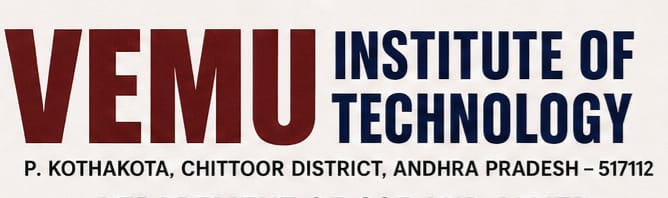 VEMU INSTITUTE OF
TECHNOLOGY
P. KOTHAKOTA, CHITTOOR DISTRICT, ANDHRA PRADESH – 517112